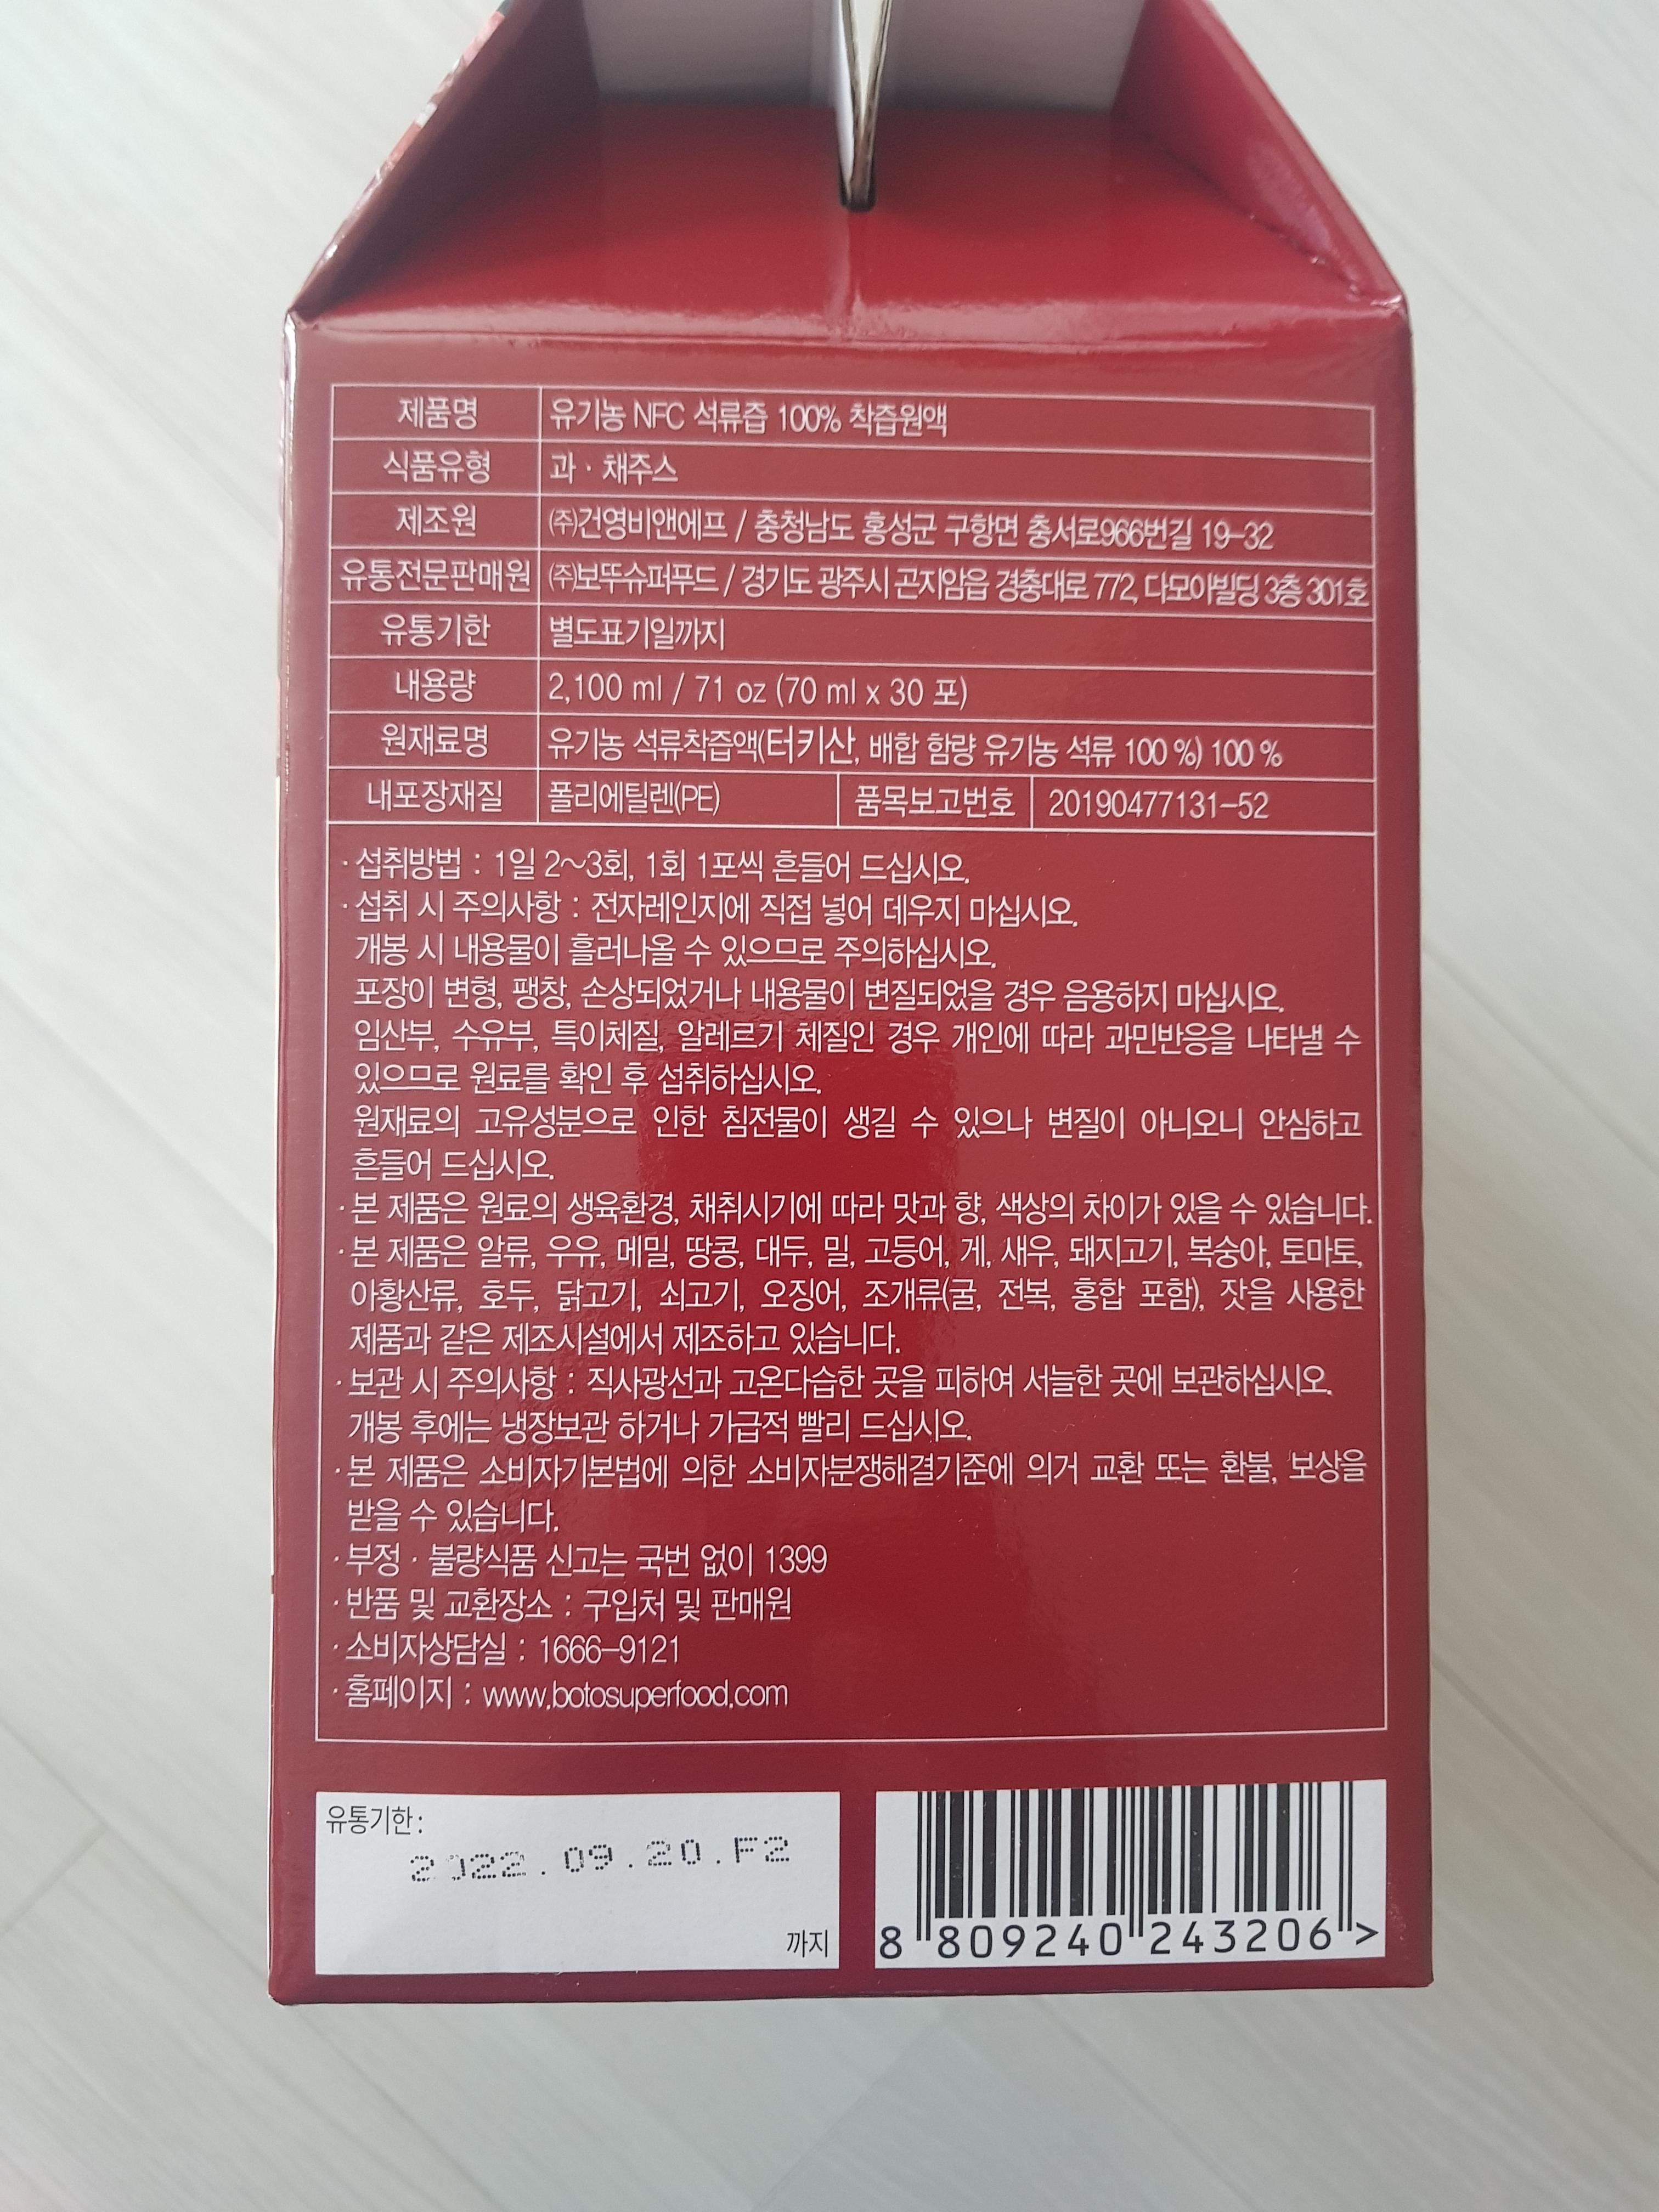 제품명 유기농 NFC 석류즙 100% 착즙원액
식품유형 과 · 채주스
제조원 ㈜건영비앤에프 / 충청남도 홍성군 구항면 충서로966번길 19-32
유통전문판매원 ㈜보뚜슈퍼푸드 / 경기도 광주시 곤지암읍 경충대로 772, 다모아빌딩 3층 301호
유통기한 별도표기일까지
내용량 2,100 ml / 71 oz (70 ml x 30 포)
원재료명 유기농 석류착즙액(터키산, 배합 함량 유기농 석류 100 %) 100 %
내포장재질 폴리에틸렌(PE) 품목보고번호 20190477131-52
· 섭취방법 : 1일 2~3회, 1회 1포씩 흔들어 드십시오.
· 섭취 시 주의사항 : 전자레인지에 직접 넣어 데우지 마십시오.
개봉 시 내용물이 흘러나올 수 있으므로 주의하십시오.
포장이 변형, 팽창, 손상되었거나 내용물이 변질되었을 경우 음용하지 마십시오.
임산부, 수유부, 특이체질, 알레르기 체질인 경우 개인에 따라 과민반응을 나타낼 수
있으므로 원료를 확인 후 섭취하십시오.
원재료의 고유성분으로 인한 침전물이 생길 수 있으나 변질이 아니오니 안심하고
흔들어 드십시오.
· 본 제품은 원료의 생육환경, 채취시기에 따라 맛과 향, 색상의 차이가 있을 수 있습니다.
· 본 제품은 알류, 우유, 메밀, 땅콩, 대두, 밀, 고등어, 게, 새우, 돼지고기, 복숭아, 토마토,
아황산류, 호두, 닭고기, 쇠고기, 오징어, 조개류(굴, 전복, 홍합 포함), 잣을 사용한
제품과 같은 제조시설에서 제조하고 있습니다.
· 보관 시 주의사항 : 직사광선과 고온다습한 곳을 피하여 서늘한 곳에 보관하십시오.
개봉 후에는 냉장보관 하거나 가급적 빨리 드십시오.
· 본 제품은 소비자기본법에 의한 소비자분쟁해결기준에 의거 교환 또는 환불, 보상을
받을 수 있습니다.
· 부정 · 불량식품 신고는 국번 없이 1399
· 반품 및 교환장소 : 구입처 및 판매원
· 소비자상담실 : 1666-9121
· 홈페이지 : www.botosuperfood.com
유통기한:
2022.09.20.F2
까지
8 809240 243206 >